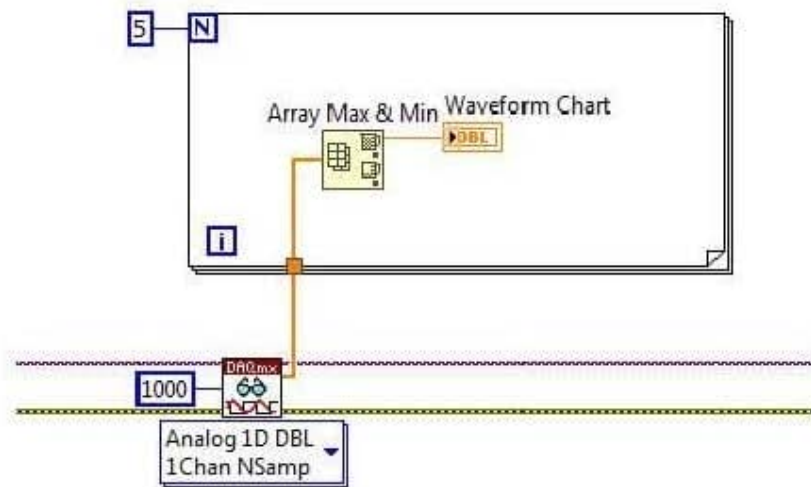 5
N
Array Max & Min
Waveform Chart
DBL
i
DAQmx
1000
Analog 1D DBL
1Chan NSamp